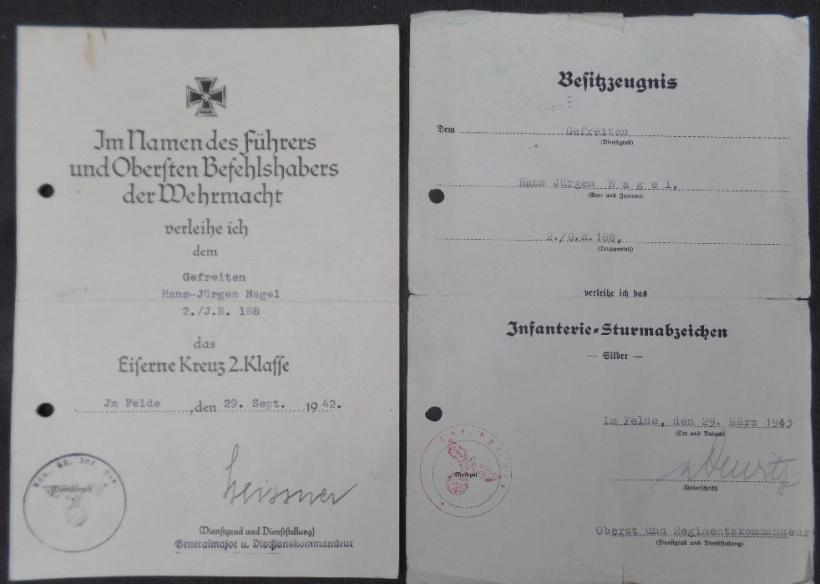 Im Namen des Führers
und Obersten Befehlshabers
der Wehrmacht
verleihe ich
dem
Gefreiten
Hans-Jürgen Nagel
2./J.R. 188
das
Eiserne Kreuz 2. Klasse
Jm Felde, den 29. Sept. 1942.
Dienstsiegel
(Dienstgrad und Dienststellung)
Generalmajor u. Divisionskommandeur
Besitzzeugnis
Dem Gefreiten
(Dienstgrad)
Hans Jürgen Nagel,
(Vor- und Zuname)
2./G.R.188,
(Truppenteil)
verleihe ich das
Infanterie-Sturmabzeichen
— Silber —
Im Felde, den 29. März 1943
(Ort und Datum)
(Unterschrift)
Oberst und Regimentskommandeur
(Dienstgrad und Dienststellung)